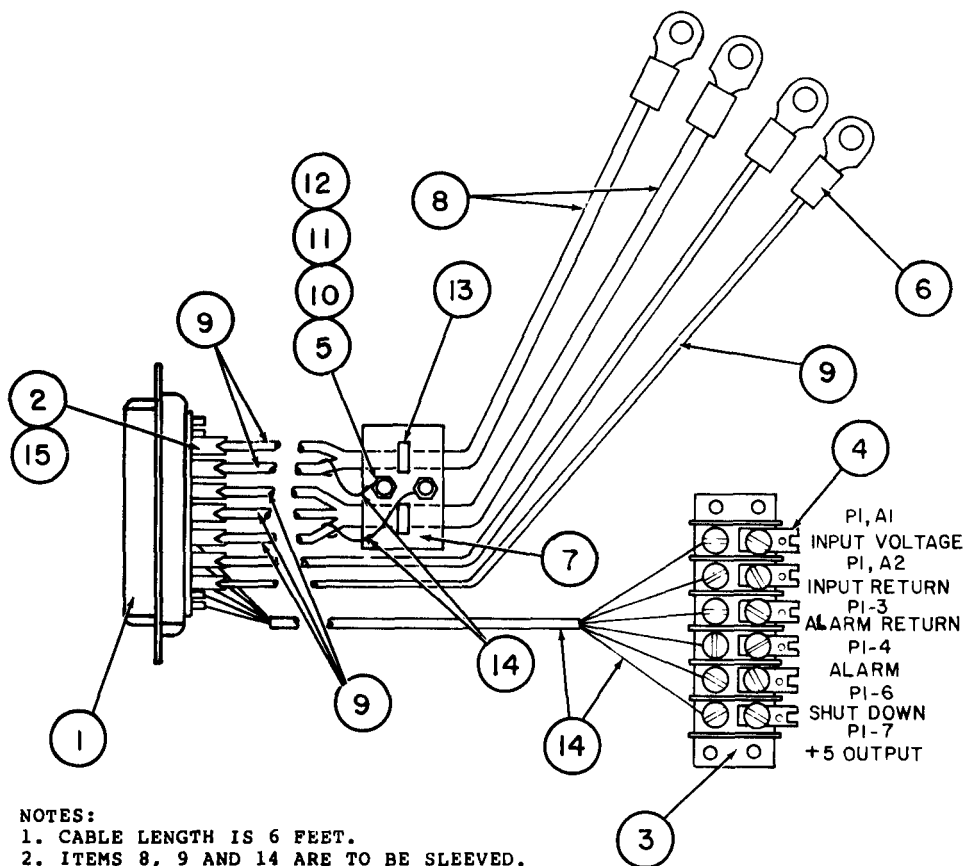 12
11
8
10
13
6
5
9
9
2
15
4
P1, A1
INPUT VOLTAGE
P1, A2
INPUT RETURN
7
P1-3
ALARM RETURN
P1-4
14
ALARM
9
P1-6
1
14
SHUT DOWN
P1-7
+5 OUTPUT
3
NOTES:
1. CABLE LENGTH IS 6 FEET.
2. ITEMS 8, 9 AND 14 ARE TO BE SLEEVED.